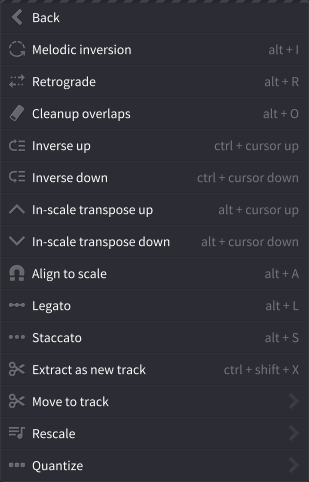 Back
Melodic inversion alt + I
Retrograde alt + R
Cleanup overlaps alt + O
Inverse up ctrl + cursor up
Inverse down ctrl + cursor down
In-scale transpose up alt + cursor up
In-scale transpose down alt + cursor down
Align to scale alt + A
Legato alt + L
Staccato alt + S
Extract as new track ctrl + shift + X
Move to track
Rescale
Quantize